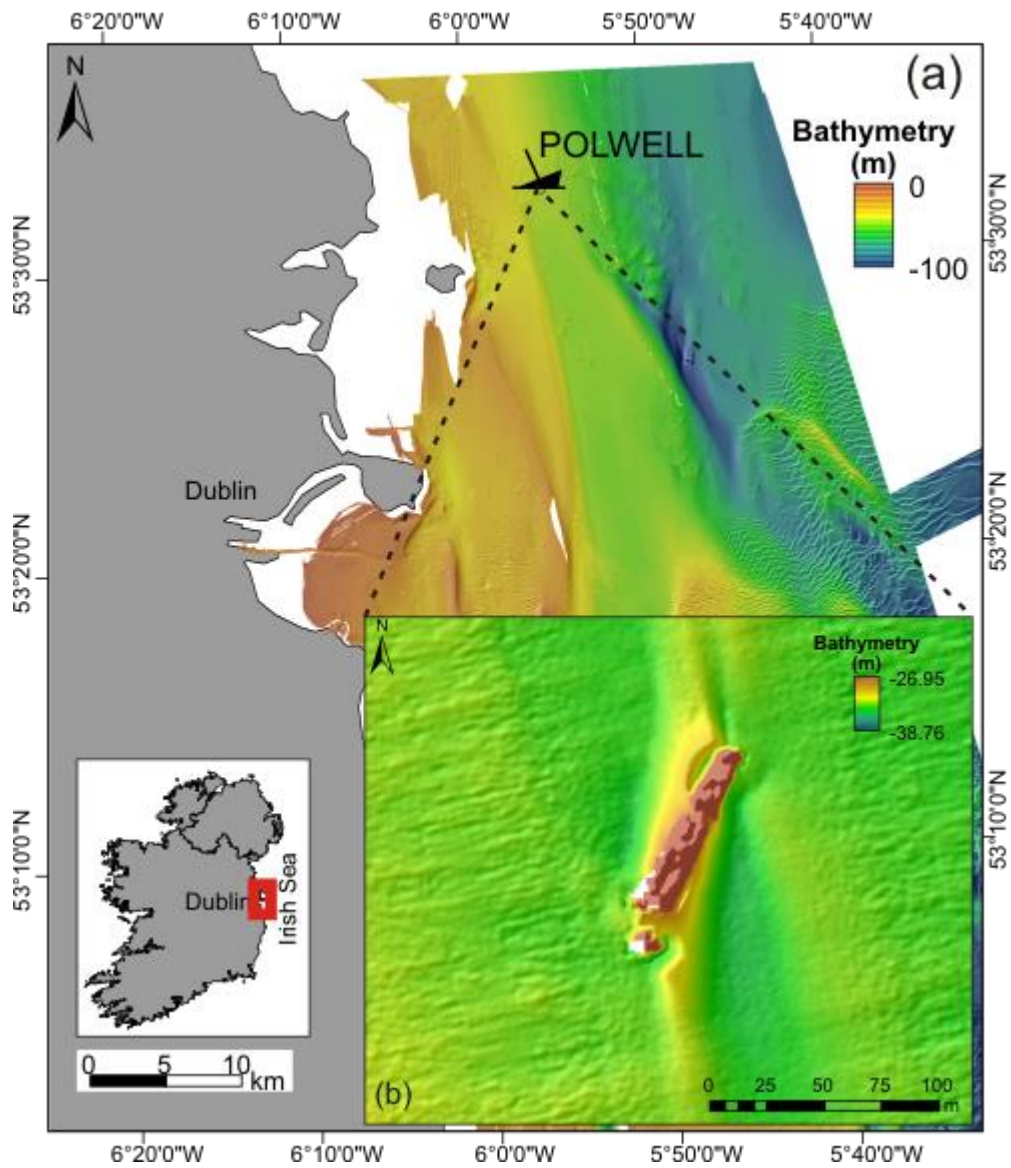 6°20'0"W 6°10'0"W 6°0'0"W 5°50'0"W 5°40'0"W
N
(a)
POLWELL
Bathymetry
(m)
0
-100
53°30'0"N
53°30'0"N
Dublin
53°20'0"N
53°20'0"N
N
Bathymetry
(m)
-26.95
-38.76
53°10'0"N
53°10'0"N
Dublin
Irish Sea
0 5 10
km
(b)
0 25 50 75 100
m
6°20'0"W 6°10'0"W 6°0'0"W 5°50'0"W 5°40'0"W